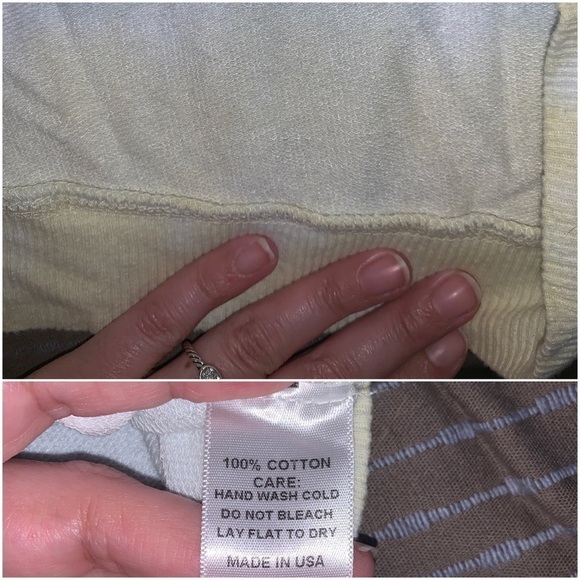 100% COTTON
CARE:
HAND WASH COLD
DO NOT BLEACH
LAY FLAT TO DRY
MADE IN USA